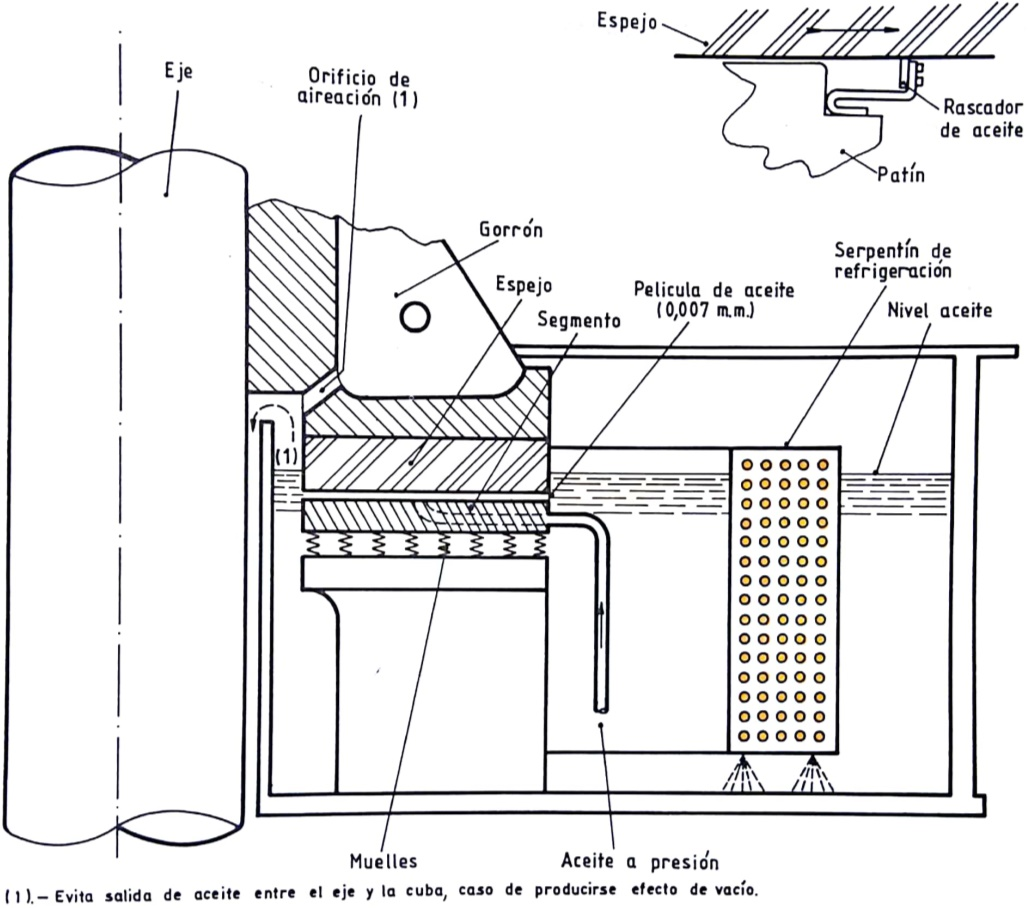 Espejo
Eje
Orificio de
aireación (1)
Rascador
de aceite
Patín
Gorrón
Espejo
Segmento
Pelicula de aceite
(0,007 m.m.)
Serpentín de
refrigeración
Nivel aceite
(1)
Muelles
Aceite a presión
(1).- Evita salida de aceite entre el eje y la cuba, caso de producirse efecto de vacío.